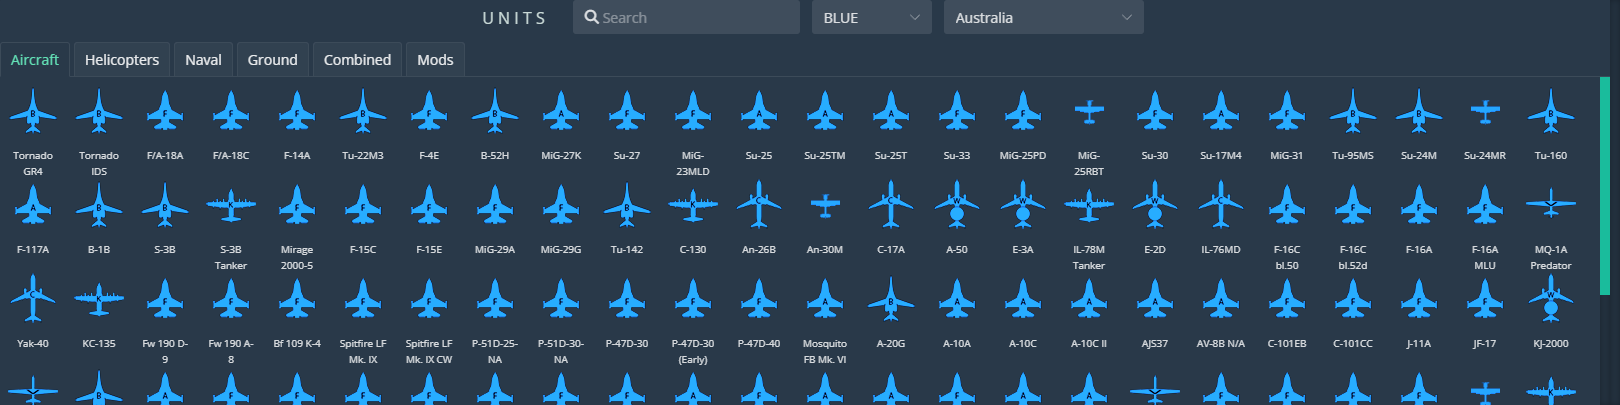 UNITS Search BLUE Australia
Aircraft Helicopters Naval Ground Combined Mods
B B F F F B F B A F F A A A F F F A F B B B
Tornado GR4 Tornado IDS F/A-18A F/A-18C F-14A Tu-22M3 F-4E B-52H MiG-27K Su-27 MiG-23MLD Su-25 Su-25TM Su-25T Su-33 MiG-25PD MiG-25RBT Su-30 Su-17M4 MiG-31 Tu-95MS Su-24M Su-24MR Tu-160
A B B K F F F F F B K C C W W K W C F F F F
F-117A B-1B S-3B S-3B Tanker Mirage 2000-5 F-15C F-15E MiG-29A MiG-29G Tu-142 C-130 An-26B An-30M C-17A A-50 E-3A IL-78M Tanker E-2D IL-76MD F-16C bl.50 F-16C bl.52d F-16A F-16A MLU MQ-1A Predator
C K F F F F F F F F F F A B A A A A A F W
Yak-40 KC-135 Fw 190 D-9 Fw 190 A-8 Bf 109 K-4 Spitfire LF Mk. IX Spitfire LF Mk. IX CW P-51D-25-NA P-51D-30-NA P-47D-30 P-47D-30 (Early) P-47D-40 Mosquito FB Mk. VI A-20G A-10A A-10C A-10C II AJS37 AV-8B N/A C-101EB C-101CC J-11A JF-17 KJ-2000